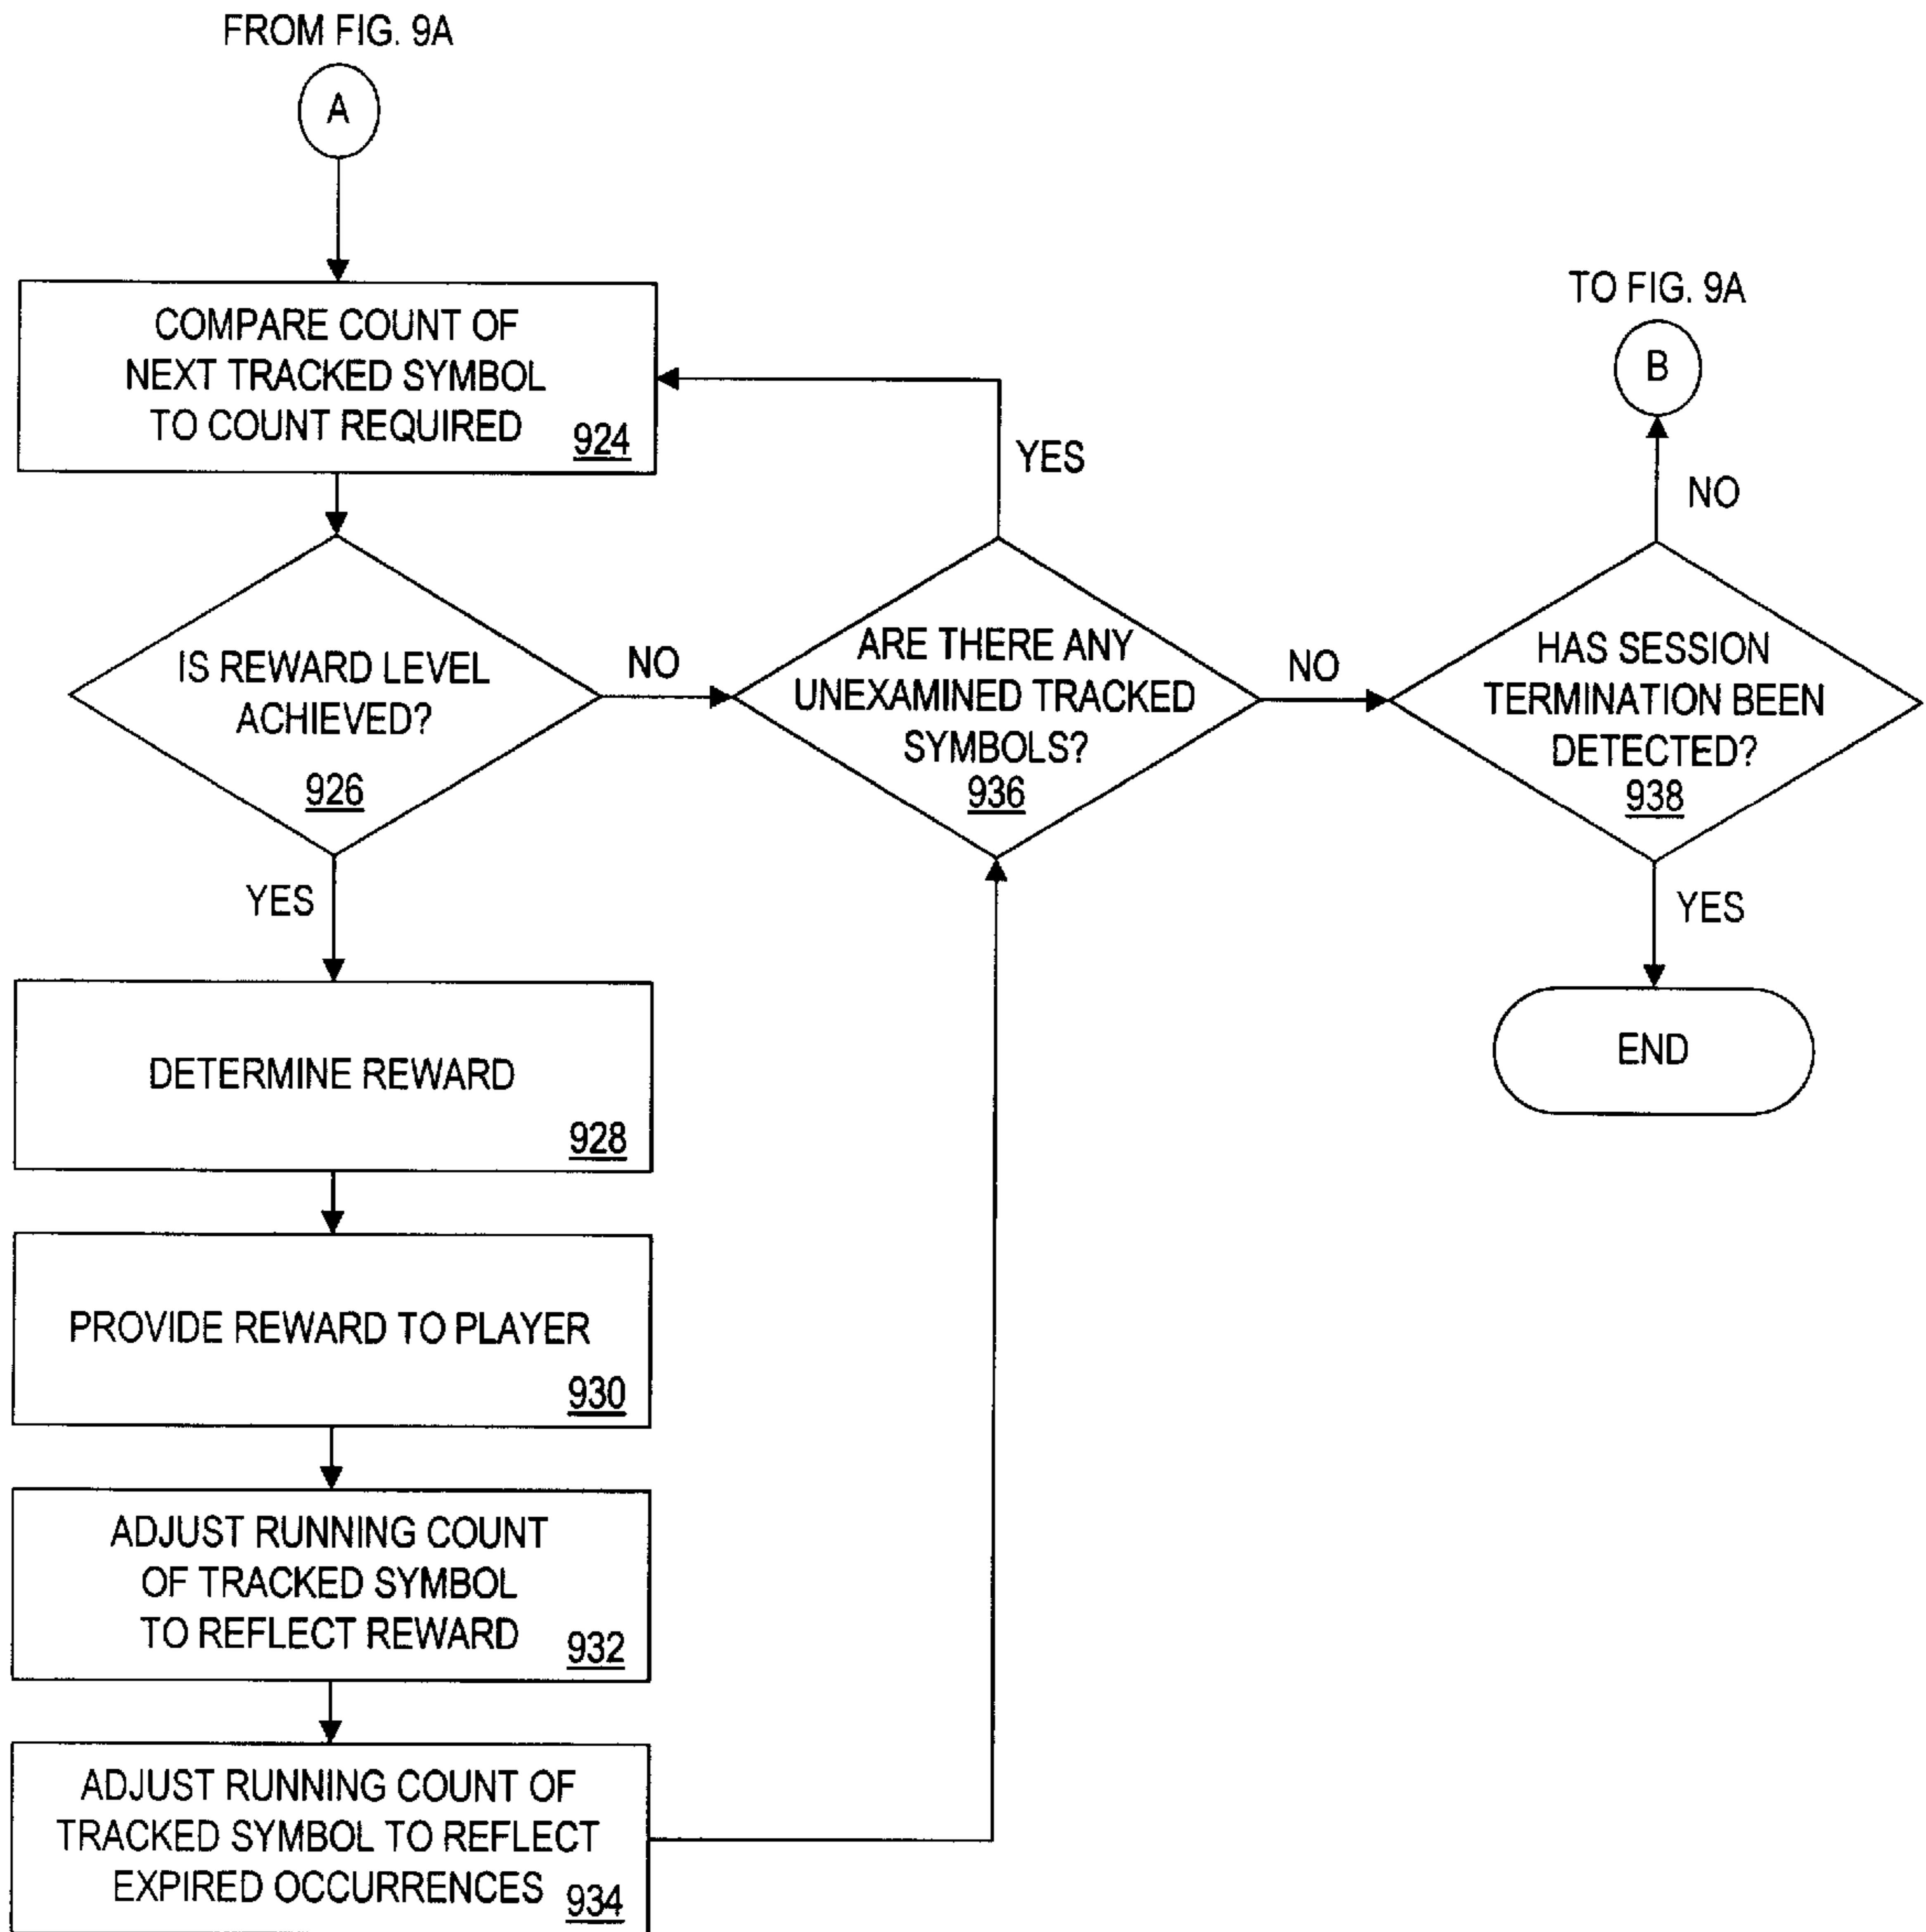 FROM FIG. 9A
A
COMPARE COUNT OF
NEXT TRACKED SYMBOL
TO COUNT REQUIRED
924
IS REWARD LEVEL
ACHIEVED?
926
NO
YES
DETERMINE REWARD
928
PROVIDE REWARD TO PLAYER
930
ADJUST RUNNING COUNT
OF TRACKED SYMBOL
TO REFLECT REWARD
932
ADJUST RUNNING COUNT OF
TRACKED SYMBOL TO REFLECT
EXPIRED OCCURRENCES
934
YES
ARE THERE ANY
UNEXAMINED TRACKED
SYMBOLS?
936
NO
TO FIG. 9A
B
NO
HAS SESSION
TERMINATION BEEN
DETECTED?
938
YES
END